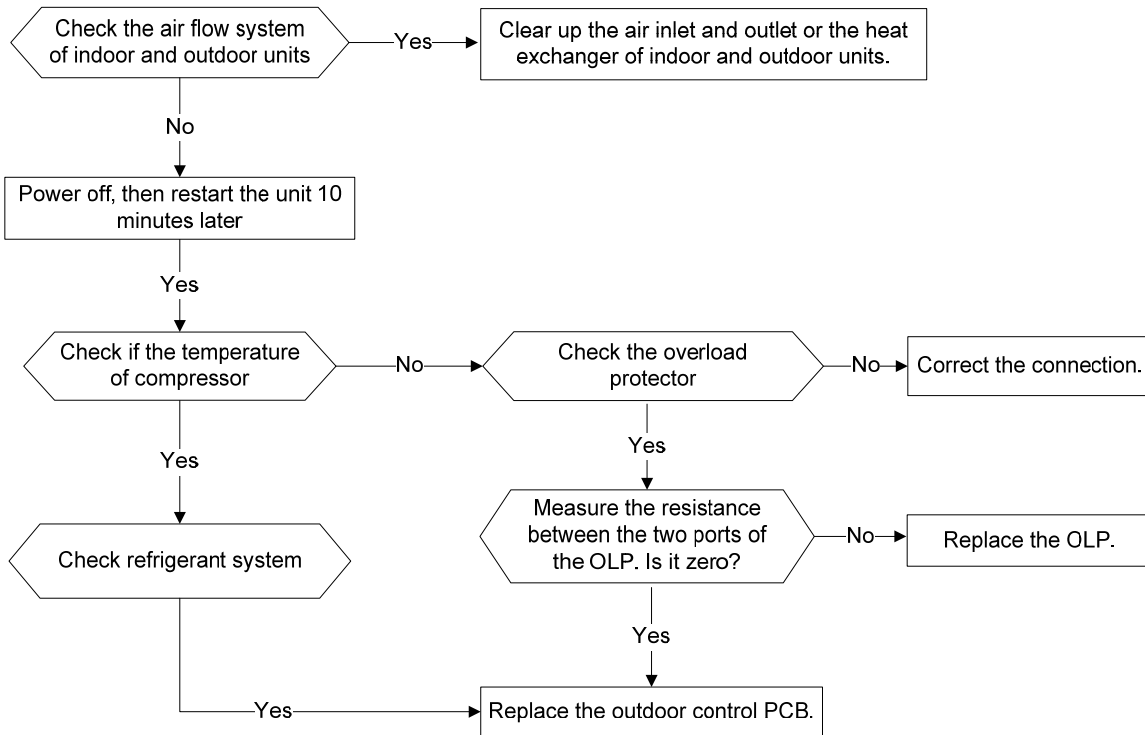 Check the air flow system
of indoor and outdoor units
Yes
Clear up the air inlet and outlet or the heat
exchanger of indoor and outdoor units.
No
Power off, then restart the unit 10
minutes later
Yes
Check if the temperature
of compressor
No
Check the overload
protector
No
Correct the connection.
Yes
Yes
Measure the resistance
between the two ports of
the OLP. Is it zero?
No
Replace the OLP.
Check refrigerant system
Yes
Yes
Replace the outdoor control PCB.